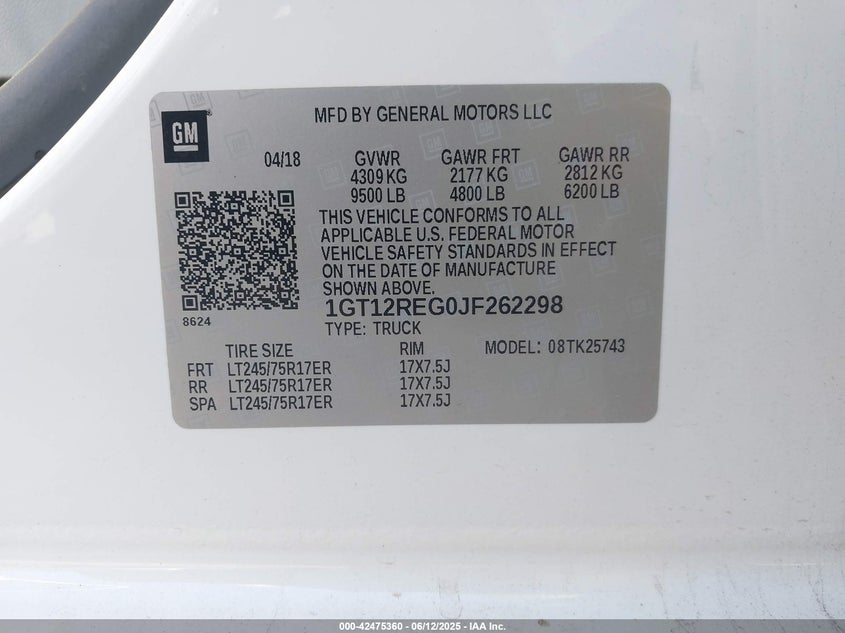 MFD BY GENERAL MOTORS LLC
GM
04/18 GVWR GAWR FRT GAWR RR
4309 KG 2177 KG 2812 KG
9500 LB 4800 LB 6200 LB
THIS VEHICLE CONFORMS TO ALL
APPLICABLE U.S. FEDERAL MOTOR
VEHICLE SAFETY STANDARDS IN EFFECT
ON THE DATE OF MANUFACTURE
SHOWN ABOVE.
8624
1GT12REG0JF262298
TYPE: TRUCK
TIRE SIZE RIM MODEL: 08TK25743
FRT LT245/75R17ER 17X7.5J
RR LT245/75R17ER 17X7.5J
SPA LT245/75R17ER 17X7.5J
000-42475360 - 06/12/2025 - IAA Inc.